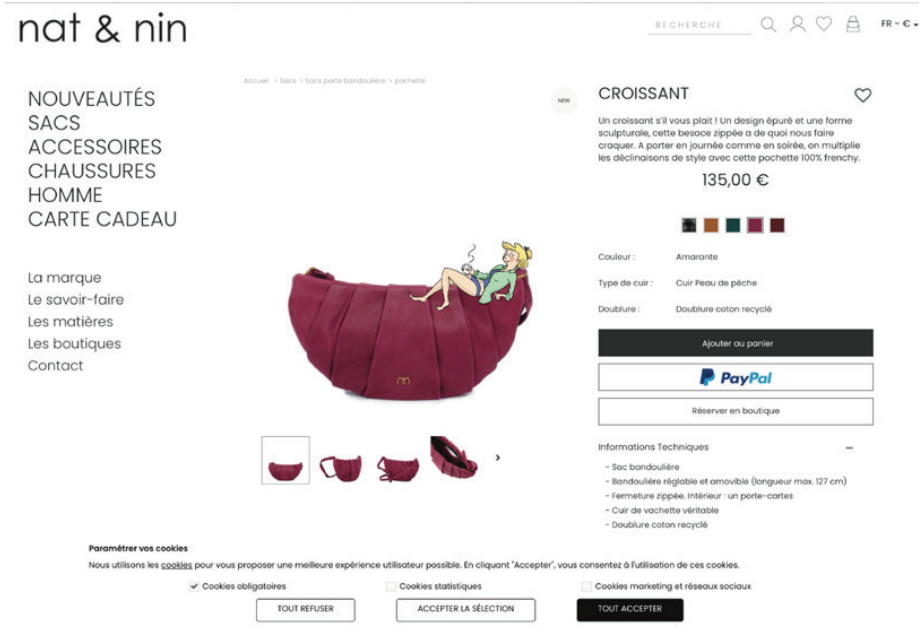 nat & nin
RECHERCHE
FR - €
NOUVEAUTÉS
SACS
ACCESSOIRES
CHAUSSURES
HOMME
CARTE CADEAU
La marque
Le savoir-faire
Les matières
Les boutiques
Contact
Accueil > Sacs > Sacs porté bandoulière > pochette
NEW
CROISSANT
Un croissant s'il vous plait ! Un design épuré et une forme
sculpturale, cette besace zippée a de quoi nous faire
craquer. A porter en journée comme en soirée, on multiplie
les déclinaisons de style avec cette pochette 100% frenchy.
135,00 €
Couleur : Amarante
Type de cuir : Cuir Peau de pêche
Doublure : Doublure coton recyclé
Ajouter au panier
PayPal
Réserver en boutique
Informations Techniques
- Sac bandoulière
- Bandoulière réglable et amovible (longueur max. 127 cm)
- Fermeture zippée. Intérieur : un porte-cartes
- Cuir de vachette véritable
- Doublure coton recyclé
Paramétrer vos cookies
Nous utilisons les cookies pour vous proposer une meilleure expérience utilisateur possible. En cliquant "Accepter", vous consentez à l'utilisation de ces cookies.
Cookies obligatoires
Cookies statistiques
Cookies marketing et réseaux sociaux
TOUT REFUSER
ACCEPTER LA SÉLECTION
TOUT ACCEPTER